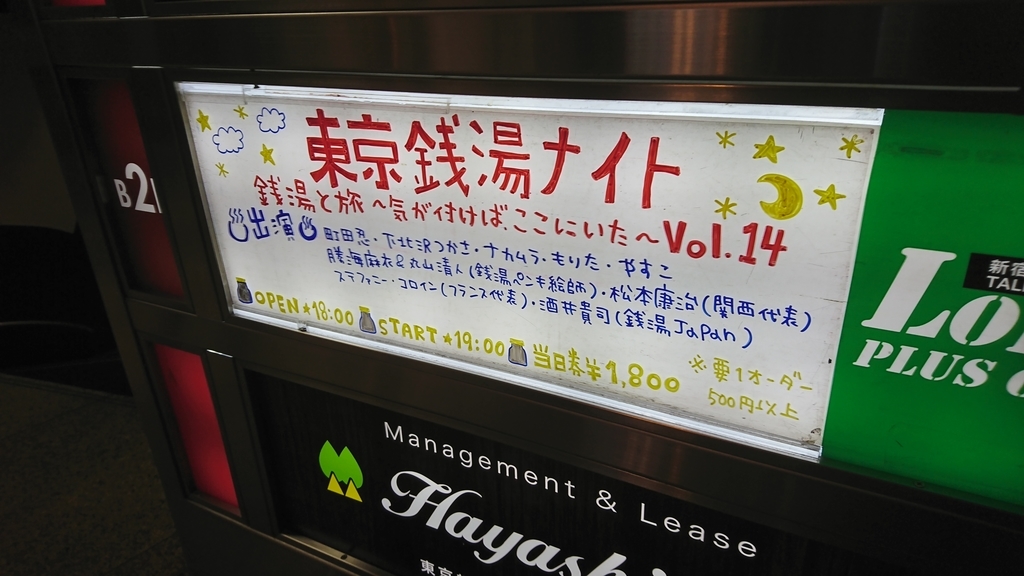 東京銭湯ナイト
銭湯と旅 ～気が付けば、ここにいた～ Vol.14
♨出演♨ 町田忍・下北沢つかさ・ナカムラ・もりた・やすこ
勝海麻衣&丸山清人(銭湯ペンキ絵師)・松本康治(関西代表)
ステファニー・コロイン(フランス代表)・酒井貴司(銭湯Japan)
OPEN★18:00 START★19:00 当日券¥1,800
※要1オーダー
500円以上
B2
新宿
PLUS
Management & Lease
東京